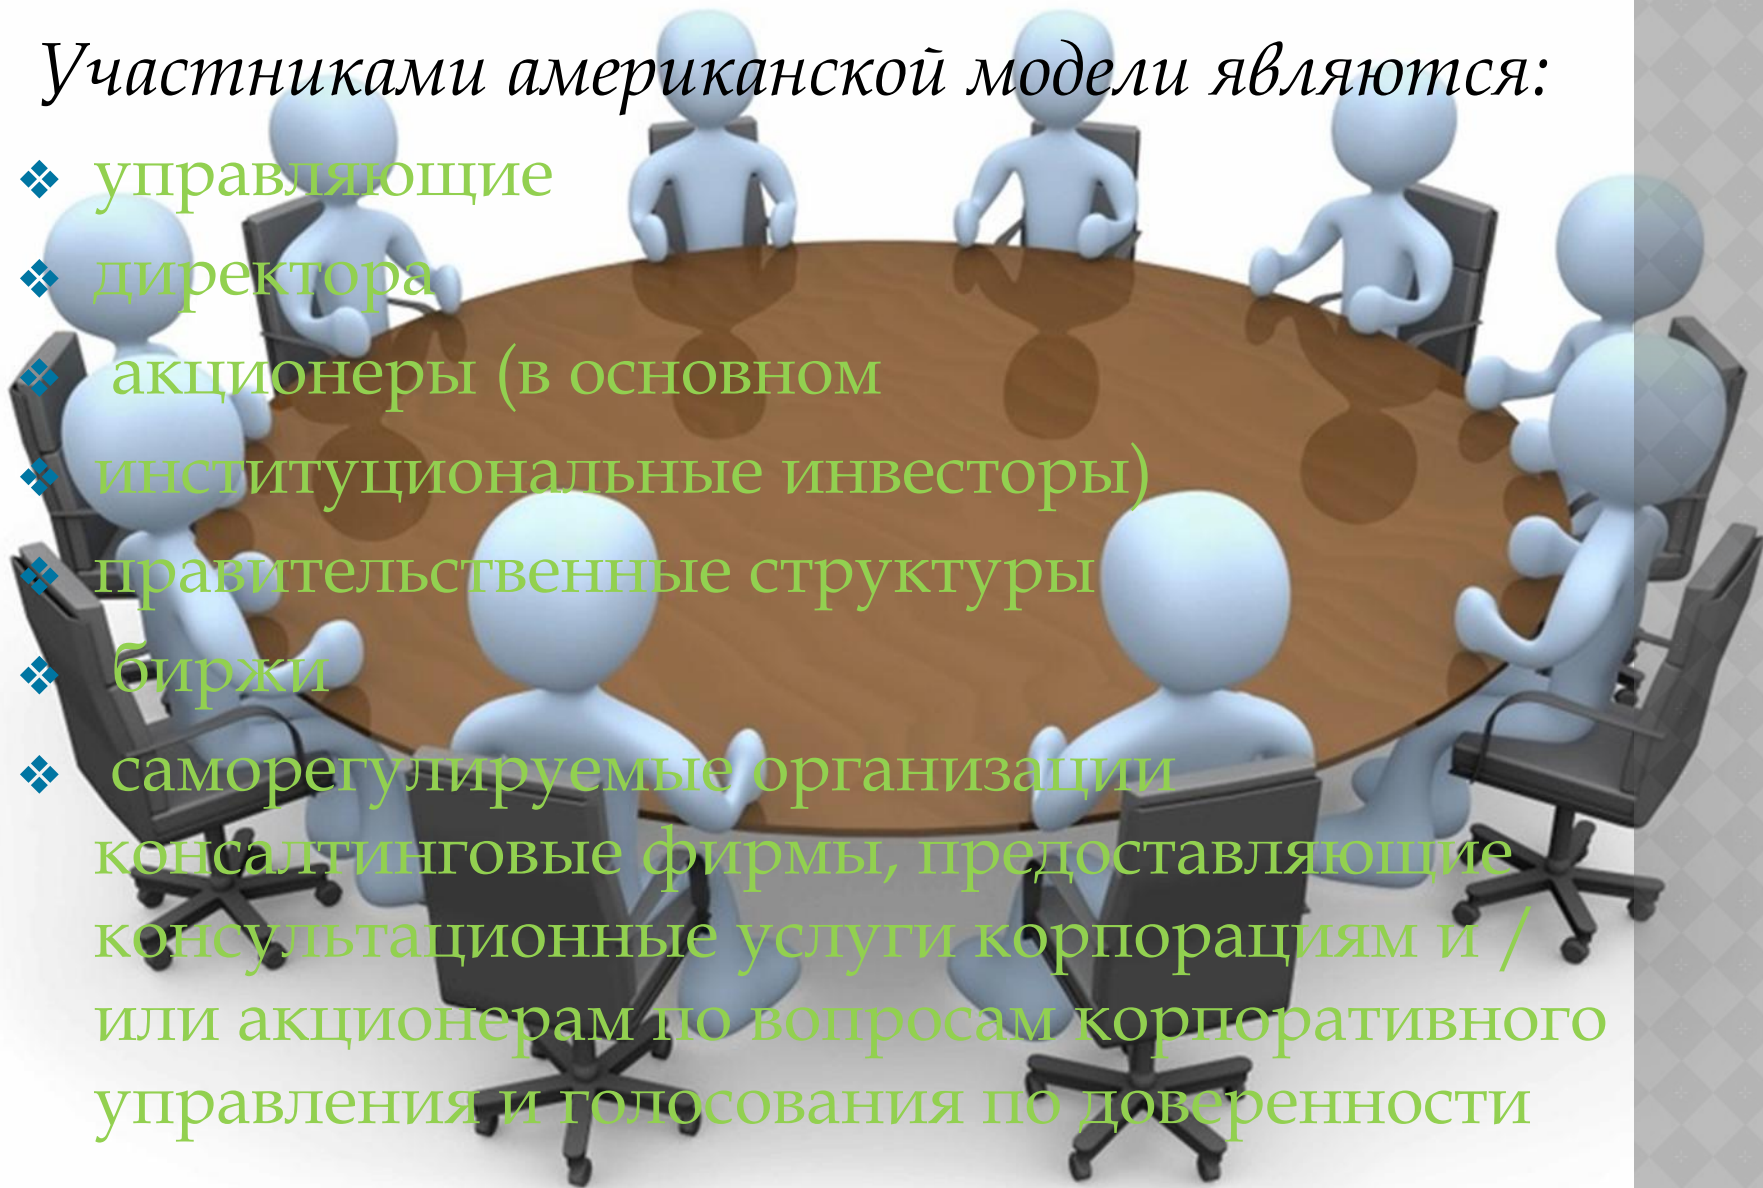 Участниками американской модели являются:
❖ управляющие
❖ директора
❖ акционеры (в основном
❖ институциональные инвесторы)
❖ правительственные структуры
❖ биржи
❖ саморегулируемые организации
консалтинговые фирмы, предоставляющие
консультационные услуги корпорациям и /
или акционерам по вопросам корпоративного
управления и голосования по доверенности